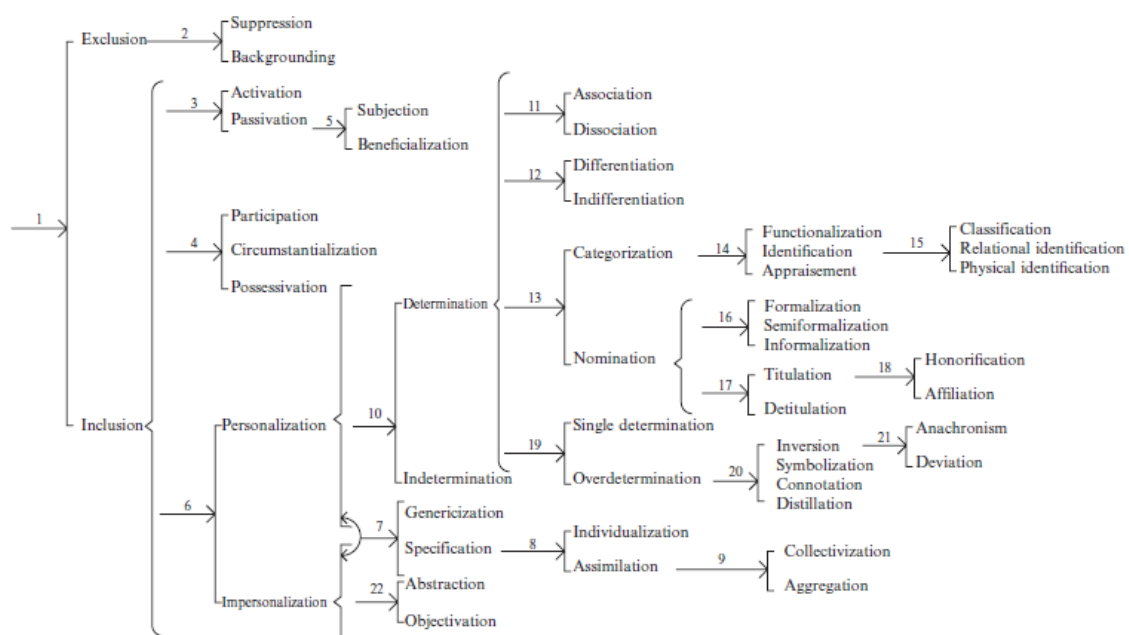 Suppression
Exclusion 2
Backgrounding
Activation
3
Passivation 5 Subjection
Beneficialization
11 Association
Dissociation
12 Differentiation
Indifferentiation
1
Participation
4 Circumstantialization
Possessivation
Determination
13 Categorization 14 Functionalization
Identification 15 Classification
Appraisement Relational identification
Physical identification
Nomination
16 Formalization
Semiformalization
Informalization
17 Titulation 18 Honorification
Detitulation Affiliation
Inclusion
Personalization 10
Indetermination
19 Single determination
Overdetermination 20 Inversion 21 Anachronism
Symbolization Deviation
Connotation
Distillation
6
7 Genericization
Specification 8 Individualization
Assimilation 9 Collectivization
Aggregation
Impersonalization 22 Abstraction
Objectivation